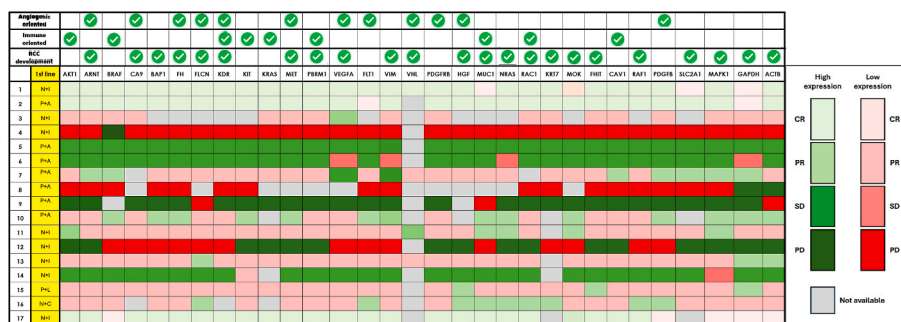 Angiogenic oriented
Immune oriented
RCC development
1st line AKT1 ARNT BRAF CA9 BAP1 FH FLCN KDR KIT KRAS MET PBRM1 VEGFA FLT1 VIM VHL PDGFRB HGF MUC1 NRAS RAC1 KRT7 MOK FHIT CAV1 RAF1 PDGFB SLC2A1 MAPK1 GAPDH ACTB
1 N+I
2 P+A
3 N+I
4 N+I
5 P+A
6 P+A
7 P+A
8 P+A
9 P+A
10 P+A
11 N+I
12 N+I
13 N+I
14 N+I
15 P+L
16 N+C
17 N+I
High expression Low expression
CR CR
PR PR
SD SD
PD PD
Not available